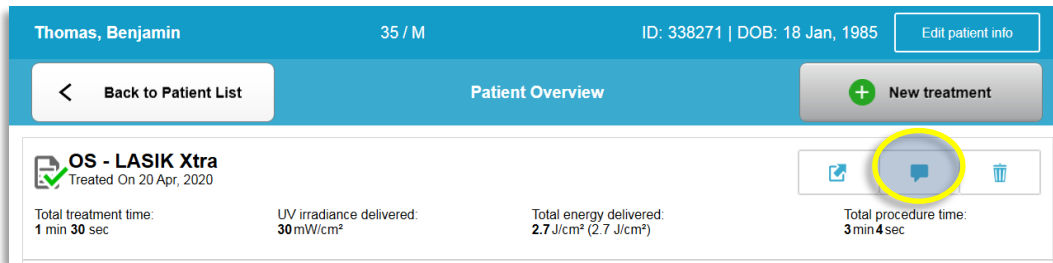 Thomas, Benjamin 35 / M ID: 338271 | DOB: 18 Jan, 1985 Edit patient info
Back to Patient List Patient Overview New treatment
OS - LASIK Xtra
Treated On 20 Apr, 2020
Total treatment time: UV irradiance delivered: Total energy delivered: Total procedure time:
1 min 30 sec 30 mW/cm² 2.7 J/cm² (2.7 J/cm²) 3 min 4 sec